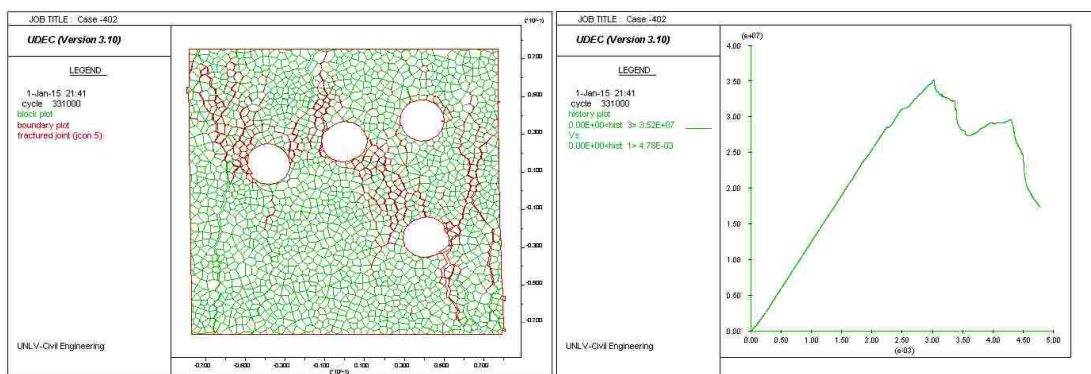 JOB TITLE : Case -402
UDEC (Version 3.10)
LEGEND
1-Jan-15 21:41
cycle 331000
block plot
boundary plot
fractured joint (jcon 5)
UNLV-Civil Engineering
(*10^-1)
0.700
0.500
0.300
0.100
-0.100
-0.300
-0.500
-0.700
-0.700 -0.500 -0.300 -0.100 0.100 0.300 0.500 0.700
(*10^-1)
JOB TITLE : Case -402
UDEC (Version 3.10)
LEGEND
1-Jan-15 21:41
cycle 331000
history plot
0.00E+00<hist 3> 3.52E+07
Vs.
0.00E+00<hist 1> 4.78E-03
UNLV-Civil Engineering
(e+07)
4.00
3.50
3.00
2.50
2.00
1.50
1.00
0.50
0.00
0.00 0.50 1.00 1.50 2.00 2.50 3.00 3.50 4.00 4.50 5.00
(e-03)